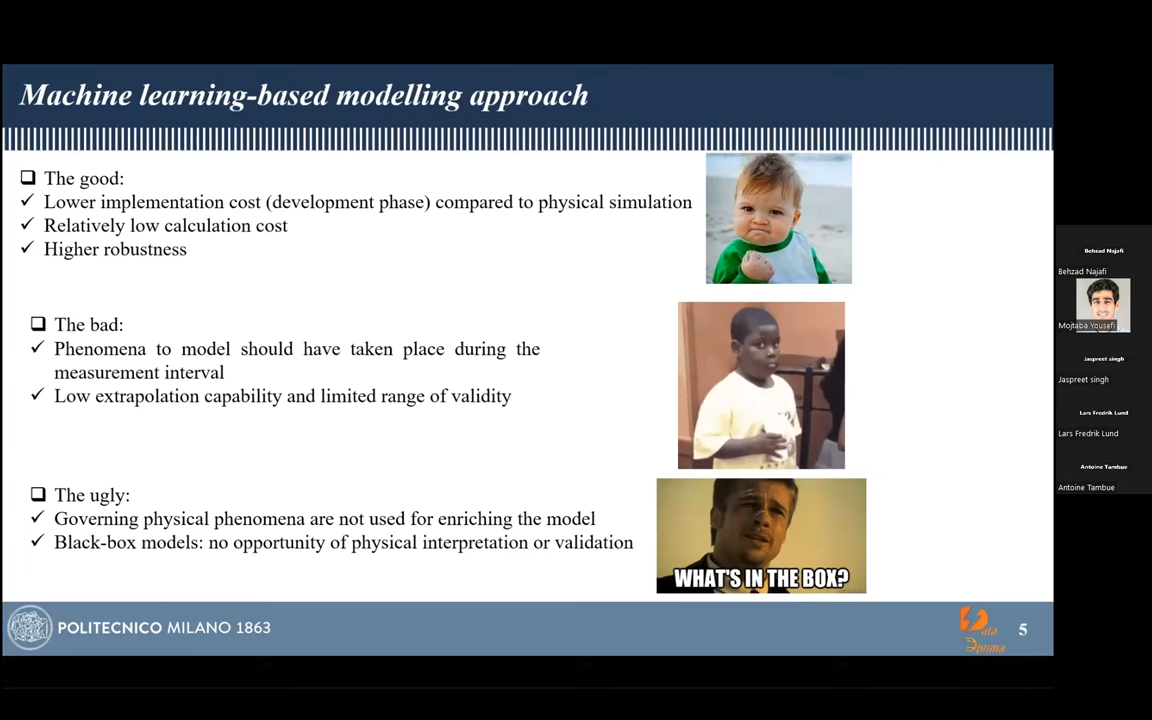 Machine learning-based modelling approach
❑ The good:
✓ Lower implementation cost (development phase) compared to physical simulation
✓ Relatively low calculation cost
✓ Higher robustness
❑ The bad:
✓ Phenomena to model should have taken place during the
measurement interval
✓ Low extrapolation capability and limited range of validity
❑ The ugly:
✓ Governing physical phenomena are not used for enriching the model
✓ Black-box models: no opportunity of physical interpretation or validation
WHAT'S IN THE BOX?
POLITECNICO MILANO 1863
5
Behzad Najafi
Behzad Najafi
Mojtaba Yousefi
Jaspreet singh
Jaspreet singh
Lars Fredrik Lund
Lars Fredrik Lund
Antoine Tambue
Antoine Tambue